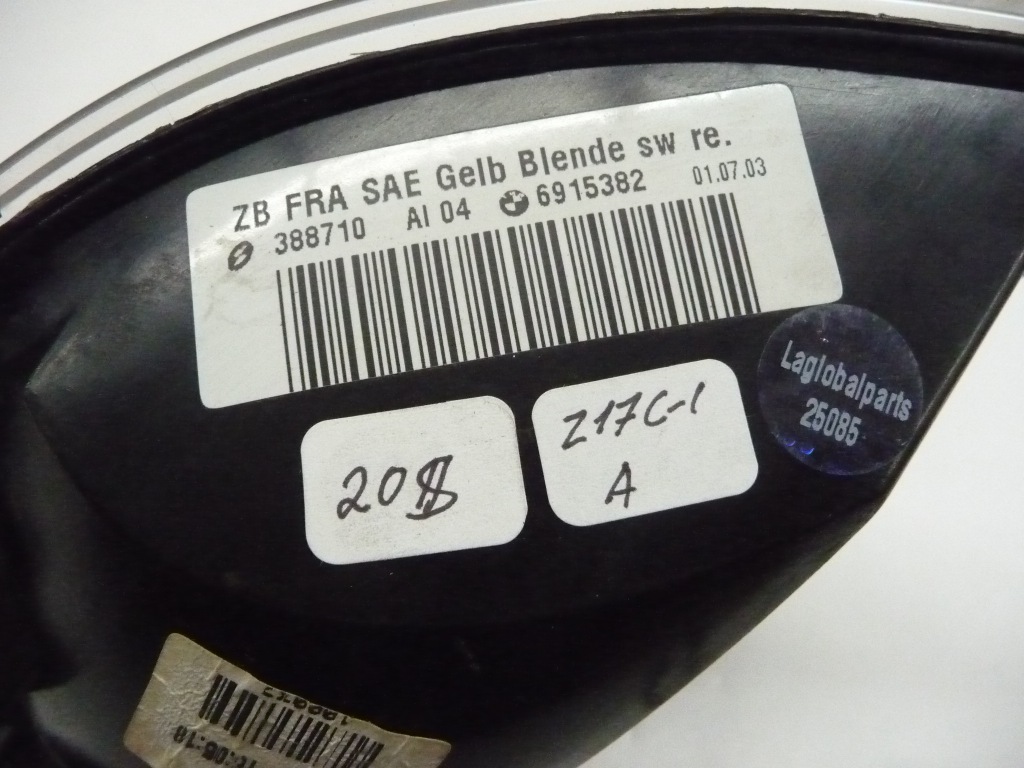 ZB FRA SAE Gelb Blende sw re.
388710 AI 04 6915382 01.07.03
Laglobalparts
25085
20$
Z17C-1
A